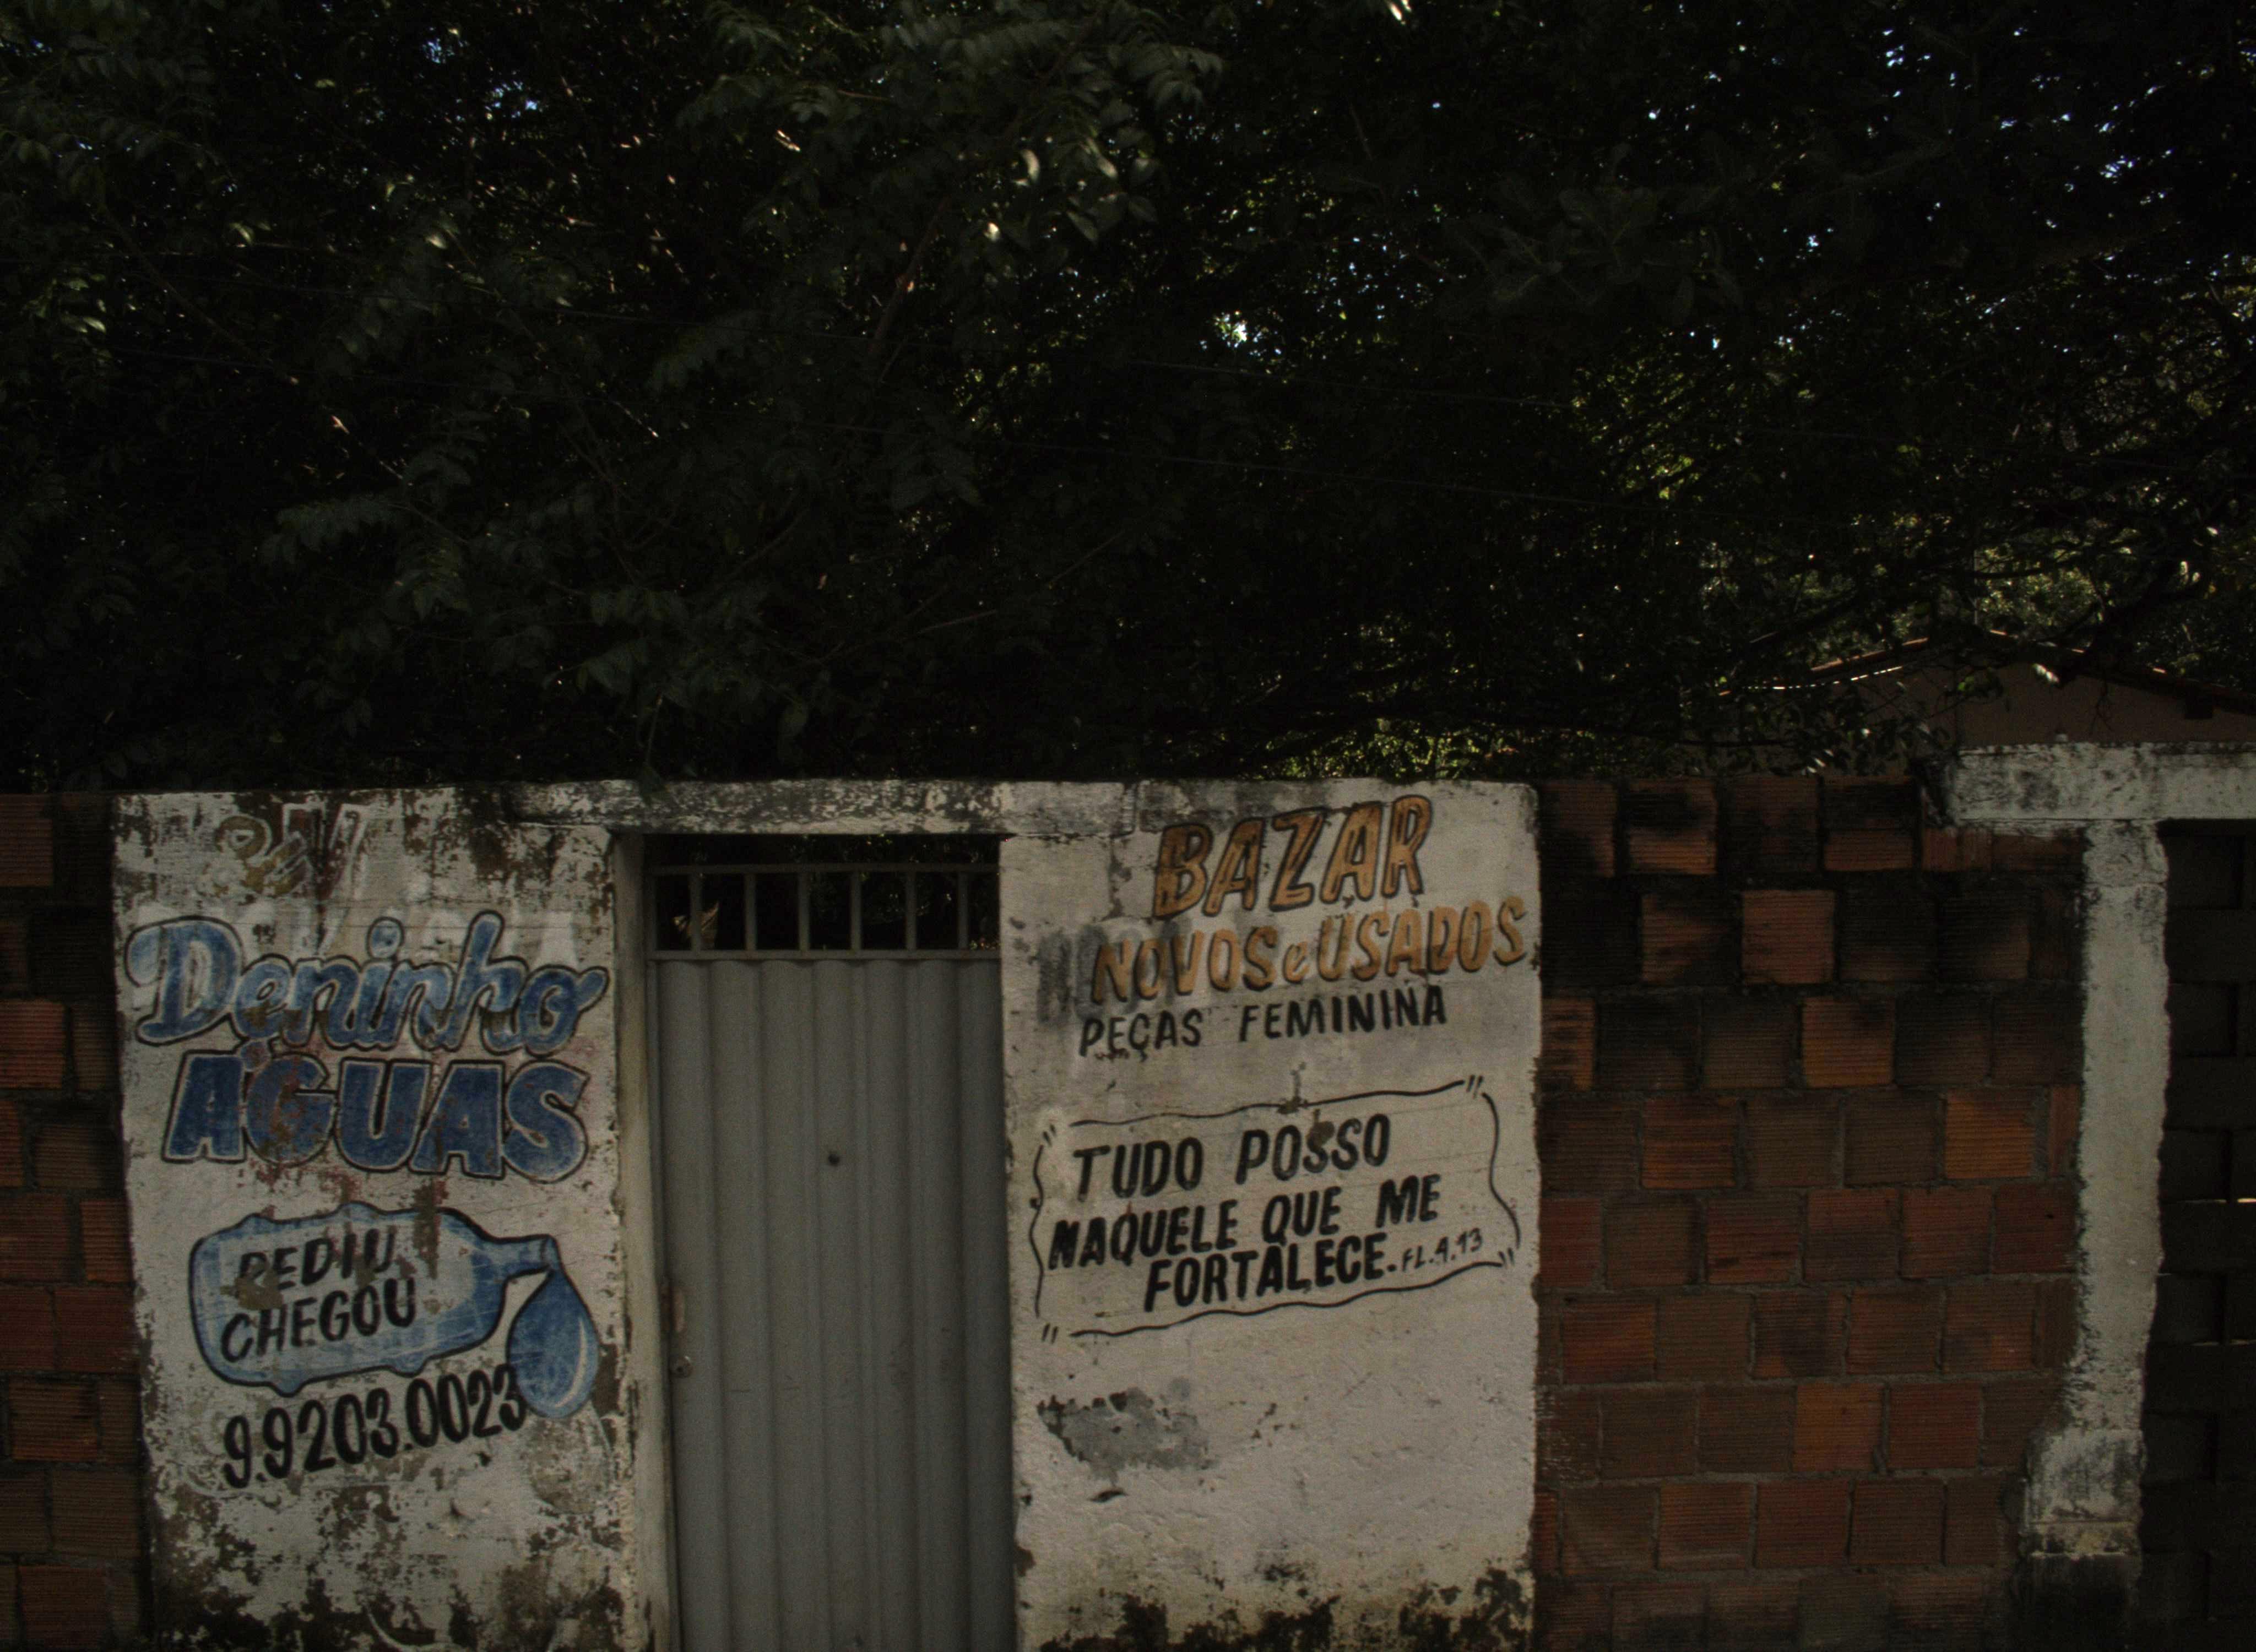 Deninho
ÁGUAS
PEDIU
CHEGOU
9.9203.0023
BAZAR
NOVOS e USADOS
PEÇAS FEMININA
"TUDO POSSO
NAQUELE QUE ME
FORTALECE. FL.4.13"